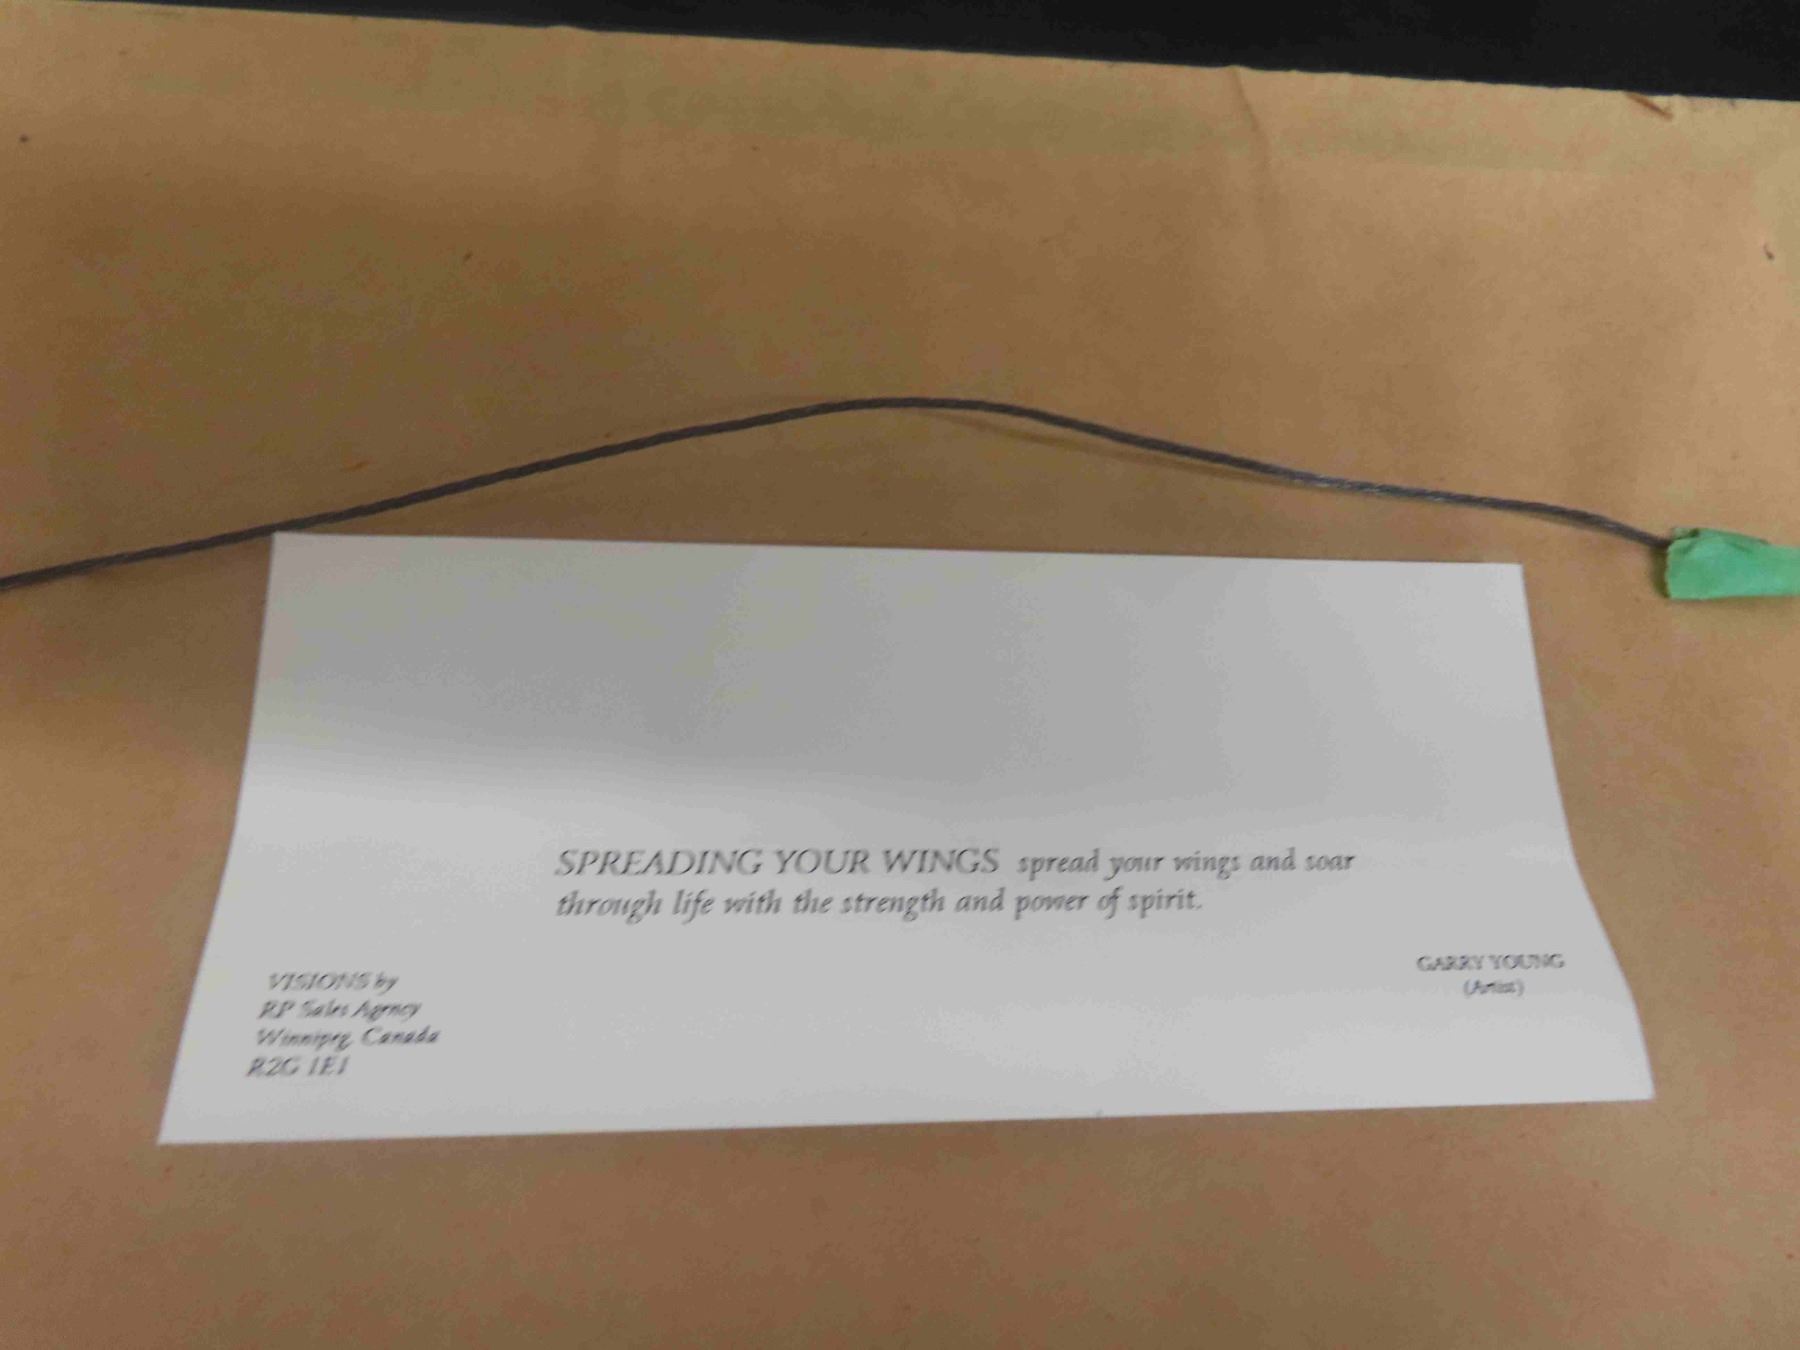 SPREADING YOUR WINGS spread your wings and soar
through life with the strength and power of spirit.
GARRY YOUNG
(Artist)
VISIONS by
RP Sales Agency
Winnipeg, Canada
R2G 1E1